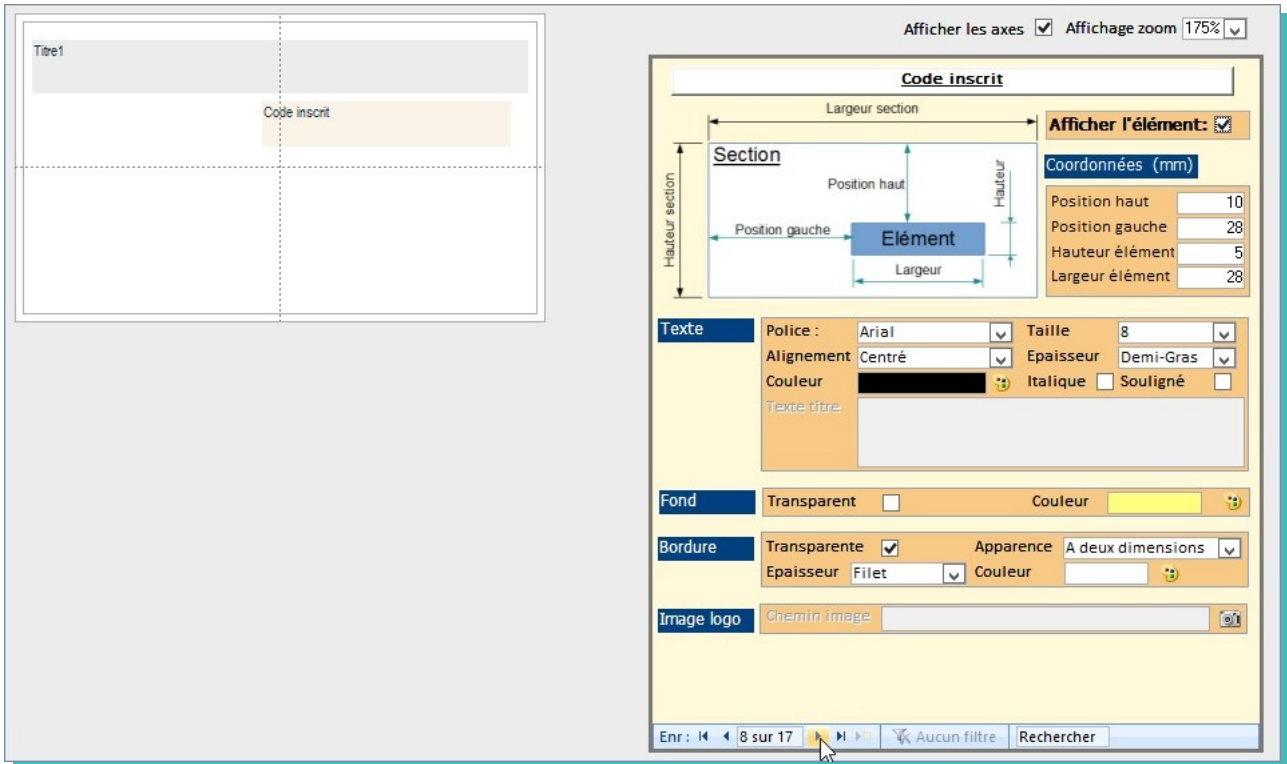 Afficher les axes Affichage zoom 175%
Titre1
Code inscrit
Code inscrit
Largeur section
Afficher l'élément:
Section
Hauteur section
Position haut
Hauteur
Position gauche
Elément
Largeur
Coordonnées (mm)
Position haut 10
Position gauche 28
Hauteur élément 5
Largeur élément 28
Texte
Police : Arial Taille 8
Alignement Centré Epaisseur Demi-Gras
Couleur Italique Souligné
Texte titre
Fond
Transparent Couleur
Bordure
Transparente Apparence A deux dimensions
Epaisseur Filet Couleur
Image logo
Chemin image
Enr : 8 sur 17 Aucun filtre Rechercher